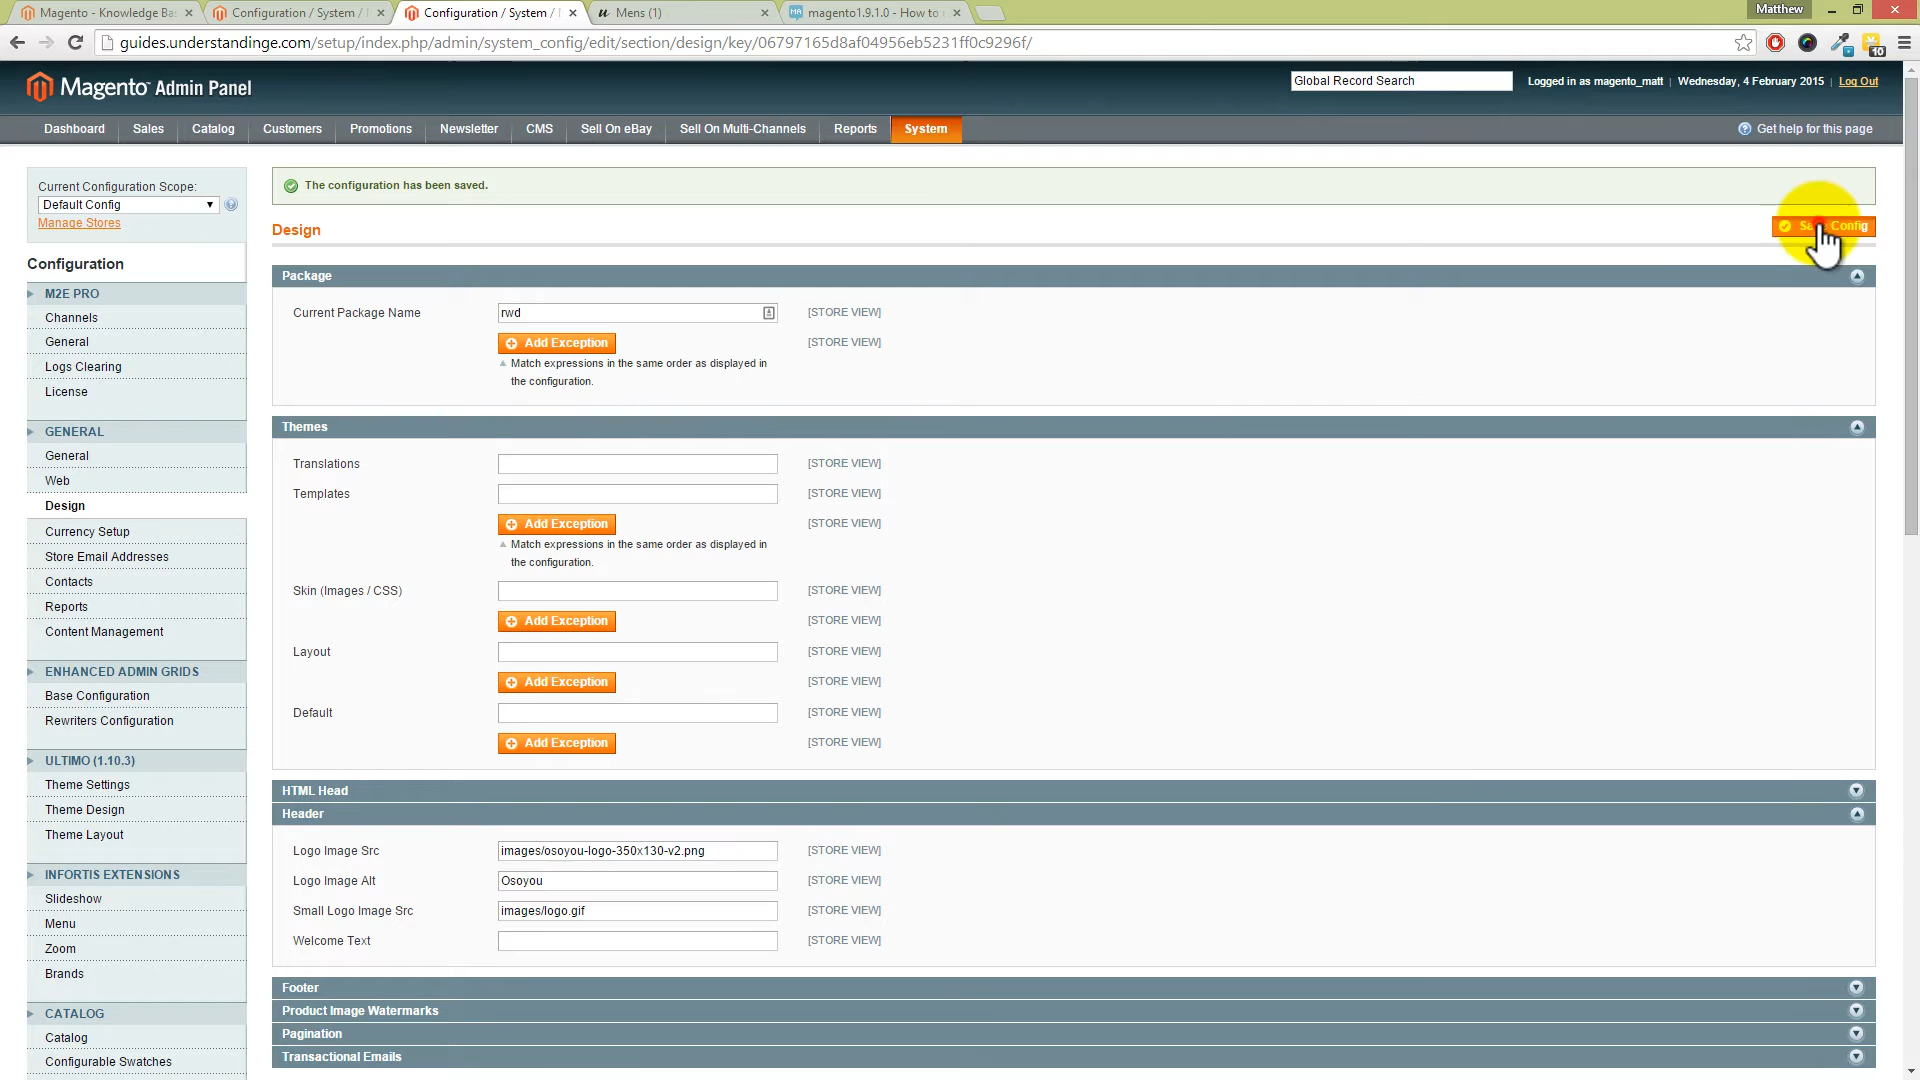 Magento - Knowledge Ba
Configuration / System /
Configuration / System /
Mens (1)
magento1.9.1.0 - How to
Matthew
guides.understandinge.com/setup/index.php/admin/system_config/edit/section/design/key/06797165d8af04956eb5231ff0c9296f/
10
Magento Admin Panel
Global Record Search
Logged in as magento_matt | Wednesday, 4 February 2015 | Log Out
Dashboard Sales Catalog Customers Promotions Newsletter CMS Sell On eBay Sell On Multi-Channels Reports System
Get help for this page
Current Configuration Scope:
Default Config
Manage Stores
Configuration
M2E PRO
Channels
General
Logs Clearing
License
GENERAL
General
Web
Design
Currency Setup
Store Email Addresses
Contacts
Reports
Content Management
ENHANCED ADMIN GRIDS
Base Configuration
Rewriters Configuration
ULTIMO (1.10.3)
Theme Settings
Theme Design
Theme Layout
INFORTIS EXTENSIONS
Slideshow
Menu
Zoom
Brands
CATALOG
Catalog
Configurable Swatches
The configuration has been saved.
Design
Config
Package
Current Package Name rwd [STORE VIEW]
Add Exception [STORE VIEW]
Match expressions in the same order as displayed in
the configuration.
Themes
Translations [STORE VIEW]
Templates [STORE VIEW]
Add Exception [STORE VIEW]
Match expressions in the same order as displayed in
the configuration.
Skin (Images / CSS) [STORE VIEW]
Add Exception [STORE VIEW]
Layout [STORE VIEW]
Add Exception [STORE VIEW]
Default [STORE VIEW]
Add Exception [STORE VIEW]
HTML Head
Header
Logo Image Src images/osoyou-logo-350x130-v2.png [STORE VIEW]
Logo Image Alt Osoyou [STORE VIEW]
Small Logo Image Src images/logo.gif [STORE VIEW]
Welcome Text [STORE VIEW]
Footer
Product Image Watermarks
Pagination
Transactional Emails